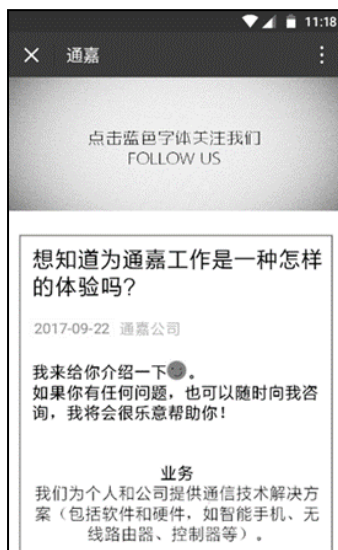 11:18
通嘉
点击蓝色字体关注我们
FOLLOW US
想知道为通嘉工作是一种怎样
的体验吗?
2017-09-22 通嘉公司
我来给你介绍一下。
如果你有任何问题，也可以随时向我咨
询，我将会很乐意帮助你！
业务
我们为个人和公司提供通信技术解决方
案（包括软件和硬件，如智能手机、无
线路由器、控制器等）。